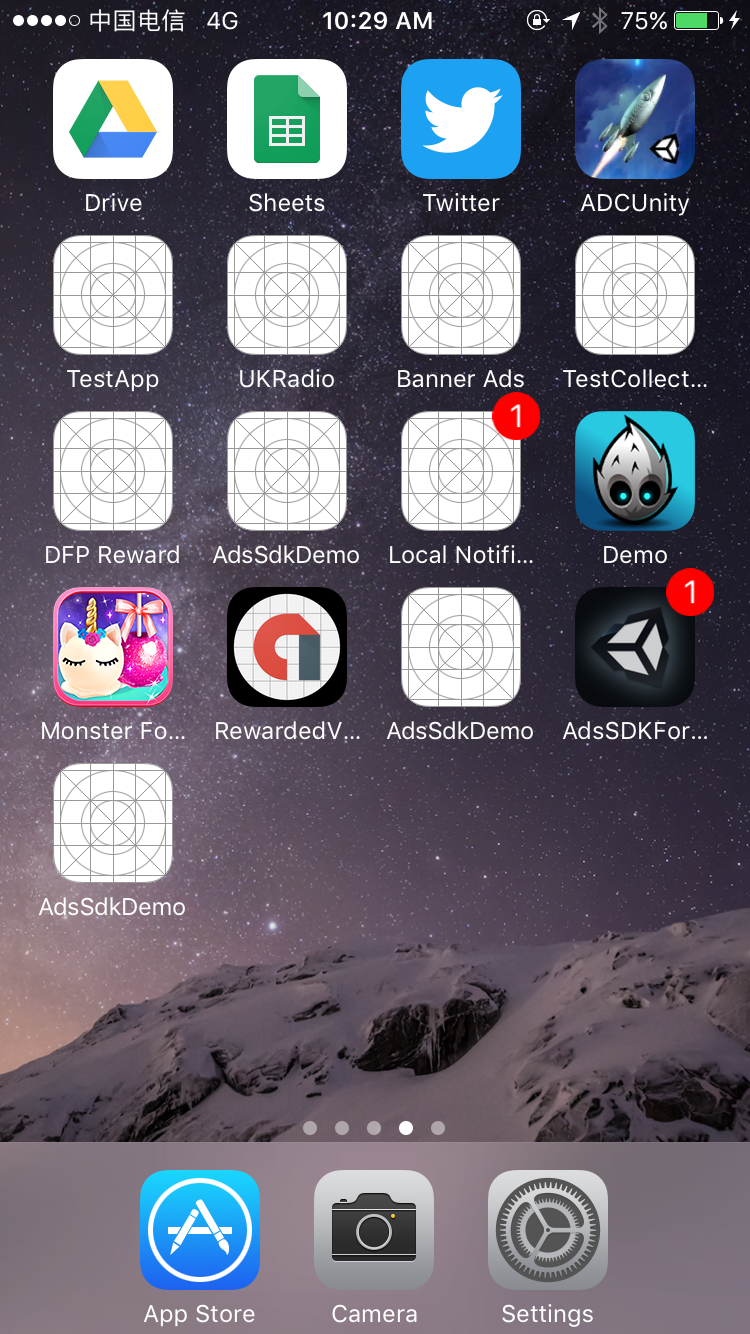 中国电信 4G 10:29 AM 75%
Drive Sheets Twitter ADCUnity
TestApp UKRadio Banner Ads TestCollect...
1
DFP Reward AdsSdkDemo Local Notifi... Demo
1
Monster Fo... RewardedV... AdsSdkDemo AdsSDKFor...
AdsSdkDemo
App Store Camera Settings